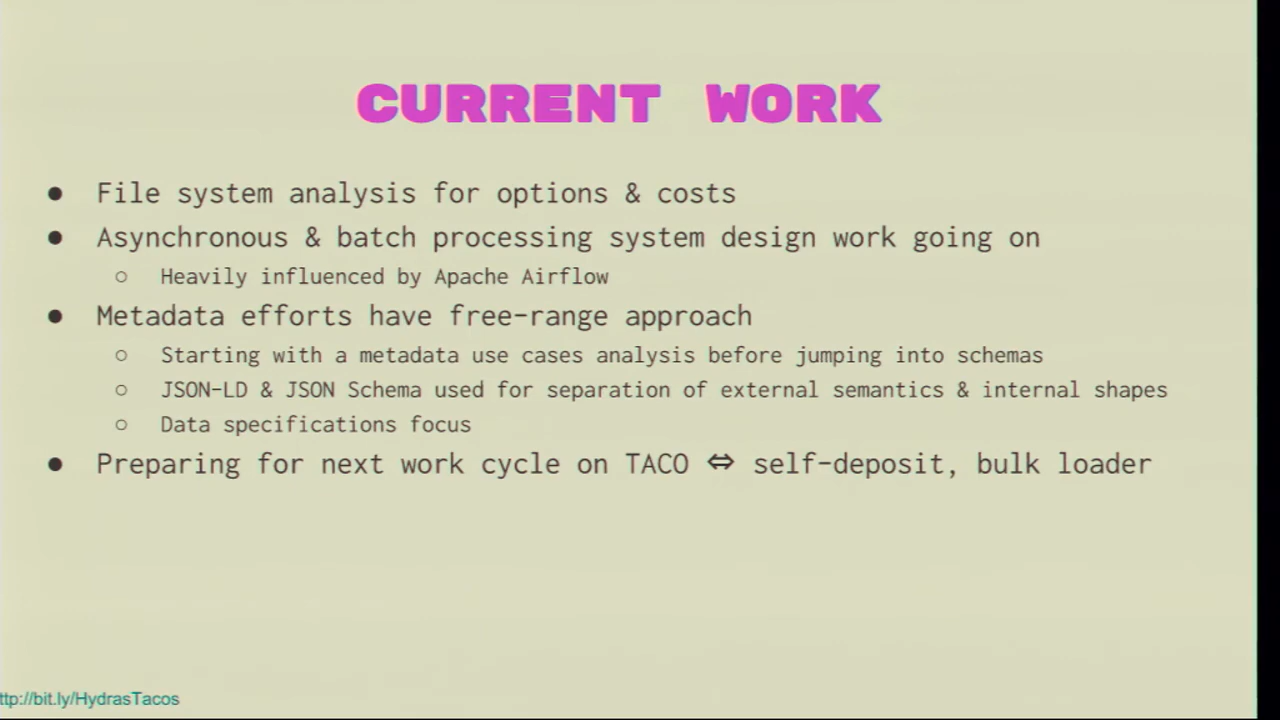 CURRENT WORK
● File system analysis for options & costs
● Asynchronous & batch processing system design work going on
○ Heavily influenced by Apache Airflow
● Metadata efforts have free-range approach
○ Starting with a metadata use cases analysis before jumping into schemas
○ JSON-LD & JSON Schema used for separation of external semantics & internal shapes
○ Data specifications focus
● Preparing for next work cycle on TACO ⇔ self-deposit, bulk loader
ttp://bit.ly/HydrasTacos